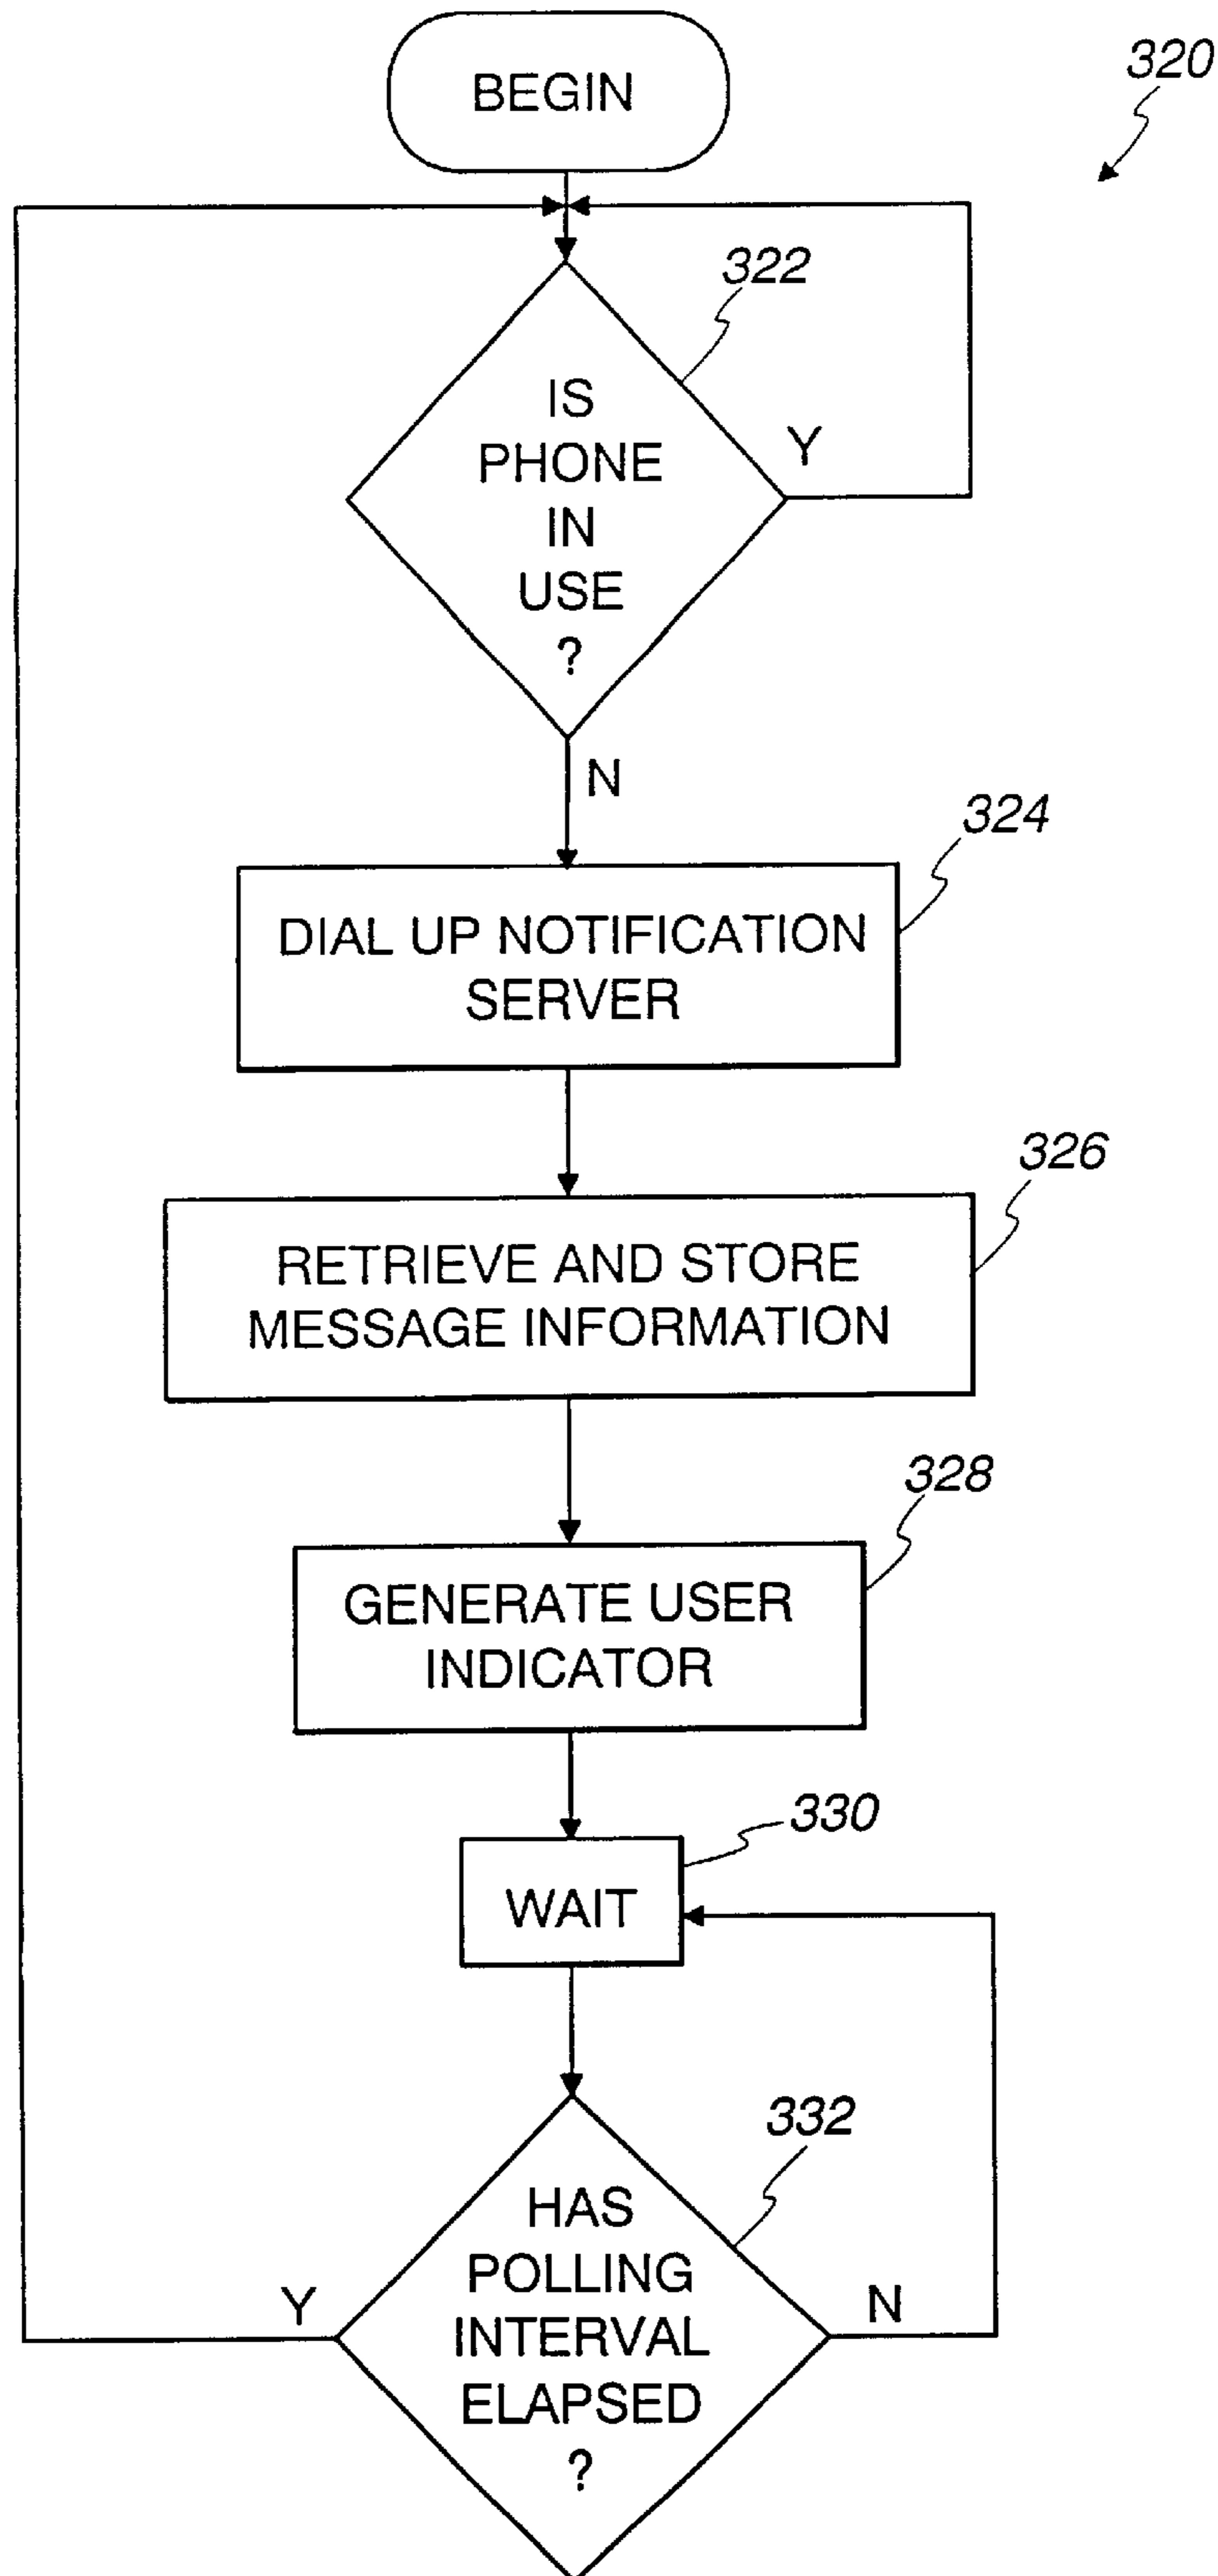 BEGIN
320
322
IS
PHONE
IN
USE
?
Y
N
324
DIAL UP NOTIFICATION
SERVER
326
RETRIEVE AND STORE
MESSAGE INFORMATION
328
GENERATE USER
INDICATOR
330
WAIT
332
HAS
POLLING
INTERVAL
ELAPSED
?
Y
N